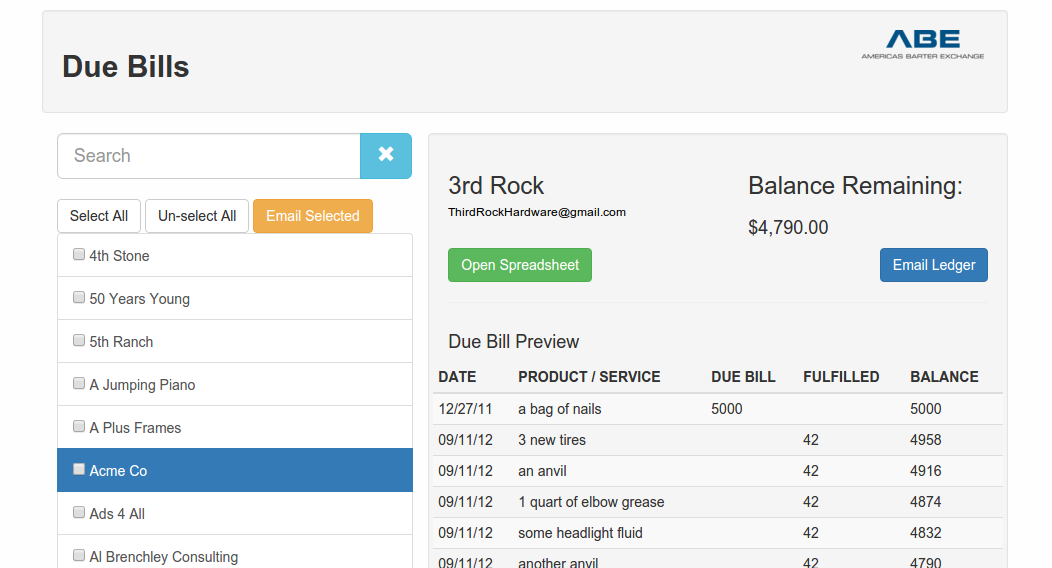 Due Bills
ABE
AMERICAS BARTER EXCHANGE
Search
Select All Un-select All Email Selected
4th Stone
50 Years Young
5th Ranch
A Jumping Piano
A Plus Frames
Acme Co
Ads 4 All
Al Brenchley Consulting
3rd Rock
ThirdRockHardware@gmail.com
Balance Remaining:
$4,790.00
Open Spreadsheet Email Ledger
Due Bill Preview
DATE PRODUCT / SERVICE DUE BILL FULFILLED BALANCE
12/27/11 a bag of nails 5000 5000
09/11/12 3 new tires 42 4958
09/11/12 an anvil 42 4916
09/11/12 1 quart of elbow grease 42 4874
09/11/12 some headlight fluid 42 4832
09/11/12 another anvil 42 4790